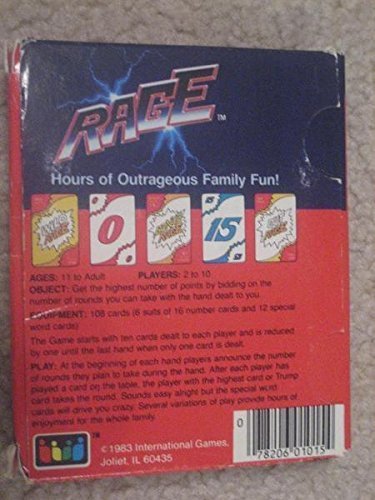 RAGE™
Hours of Outrageous Family Fun!
0
15
AGES: 11 to Adult PLAYERS: 2 to 10
OBJECT: Get the highest number of points by bidding on the
number of rounds you can take with the hand dealt to you.
EQUIPMENT: 108 cards (6 suits of 16 number cards and 12 special
word cards)
The Game starts with ten cards dealt to each player and is reduced
by one until the last hand when only one card is dealt.
PLAY: At the beginning of each hand players announce the number
of rounds they plan to take during the hand. After each player has
played a card on the table, the player with the highest card or Trump
card takes the round. Sounds easy alright but the special word
cards will drive you crazy. Several variations of play provide hours of
enjoyment for the whole family.
TM
©1983 International Games,
Joliet, IL 60435
0 78206 01015